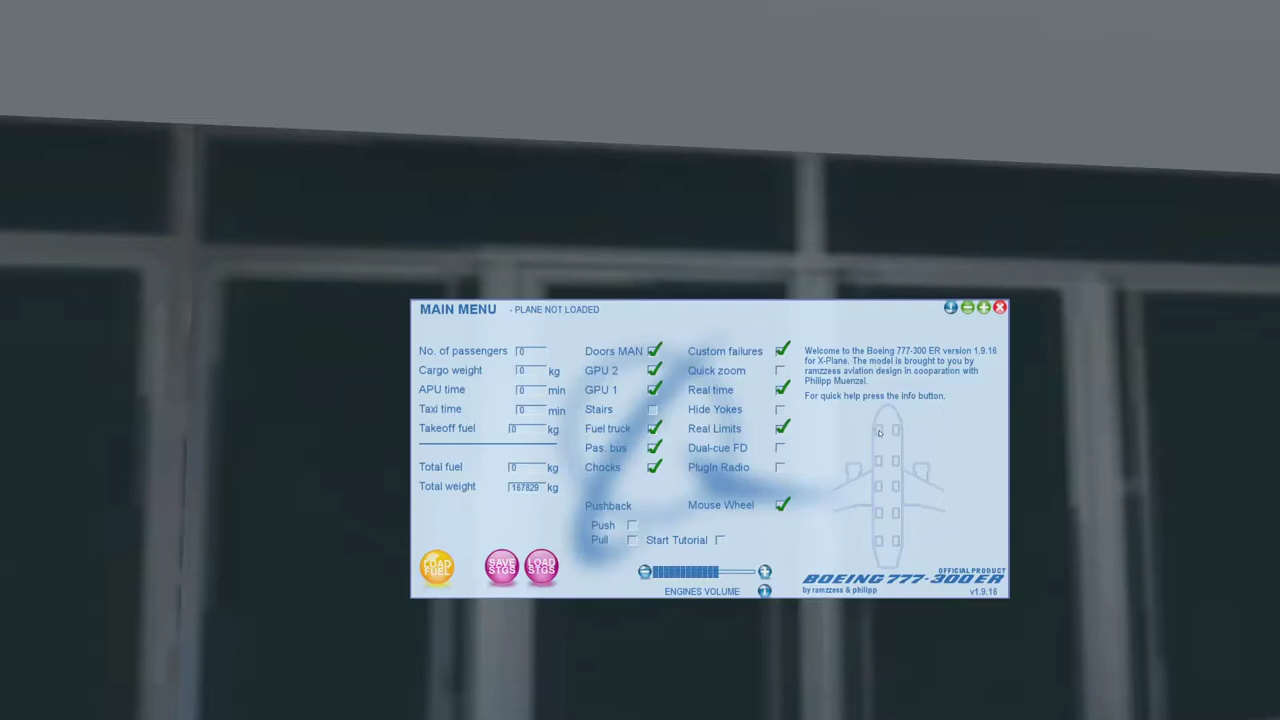 MAIN MENU - PLANE NOT LOADED
No. of passengers 0
Cargo weight 0 kg
APU time 0 min
Taxi time 0 min
Takeoff fuel 0 kg
Total fuel 0 kg
Total weight 167829 kg
LOAD FUEL
SAVE STGS
LOAD STGS
Doors MAN
GPU 2
GPU 1
Stairs
Fuel truck
Pas. bus
Chocks
Pushback
Push
Pull
Custom failures
Quick zoom
Real time
Hide Yokes
Real Limits
Dual-cue FD
PlugIn Radio
Mouse Wheel
Start Tutorial
ENGINES VOLUME
Welcome to the Boeing 777-300 ER version 1.9.16
for X-Plane. The model is brought to you by
ramzzess aviation design in cooparation with
Philipp Muenzel.
For quick help press the info button.
OFFICIAL PRODUCT
BOEING 777-300 ER
by ramzzess & philipp v1.9.16